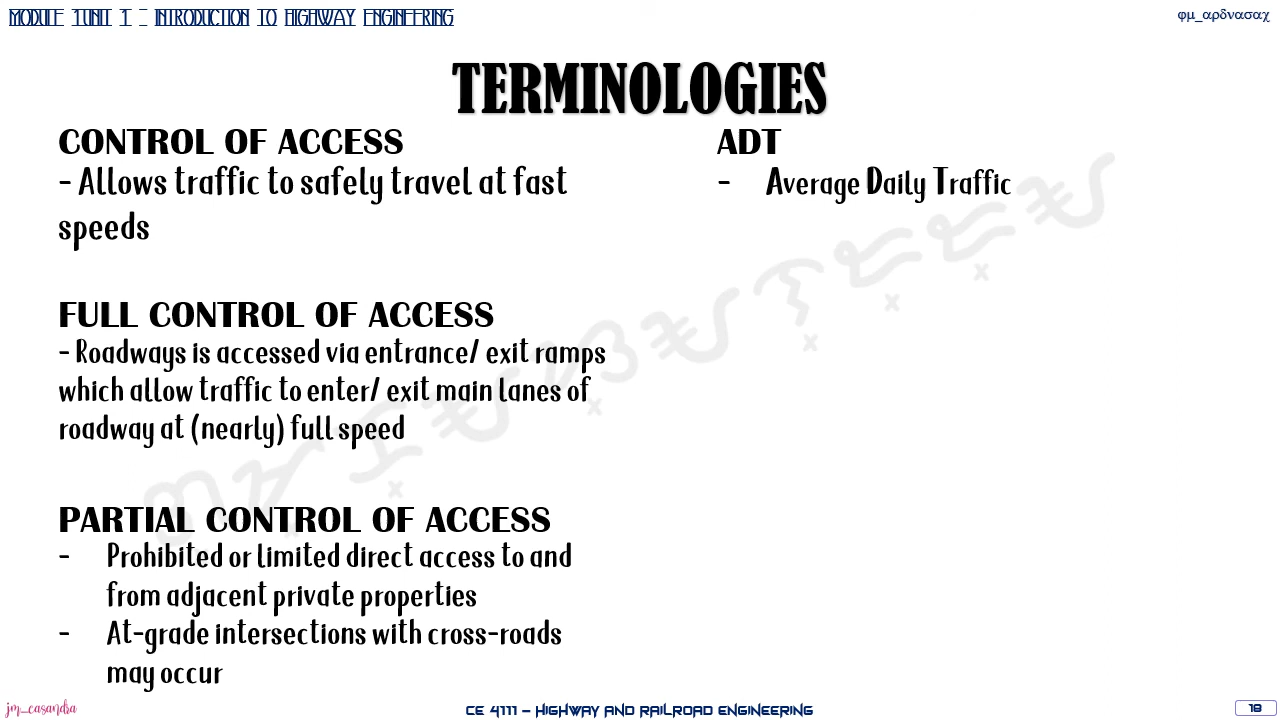 MODULE 1UNIT 1 - INTRODUCTION TO HIGHWAY ENGINEERING
φμ_αρδνασαχ
TERMINOLOGIES
CONTROL OF ACCESS
- Allows traffic to safely travel at fast
speeds
FULL CONTROL OF ACCESS
- Roadways is accessed via entrance/ exit ramps
which allow traffic to enter/ exit main lanes of
roadway at (nearly) full speed
PARTIAL CONTROL OF ACCESS
- Prohibited or limited direct access to and
from adjacent private properties
- At-grade intersections with cross-roads
may occur
ADT
- Average Daily Traffic
jm_casandra
CE 4111 – HIGHWAY AND RAILROAD ENGINEERING
18